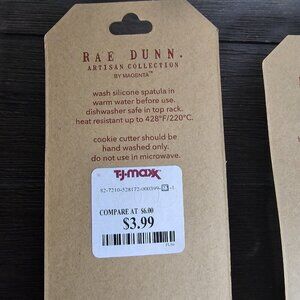 RAE DUNN.
ARTISAN COLLECTION
BY MAGENTA™
wash silicone spatula in
warm water before use.
dishwasher safe in top rack.
heat resistant up to 428°F/220°C.
cookie cutter should be
hand washed only.
do not use in microwave.
T·J·maxx
COMPARE AT $6.00
$3.99